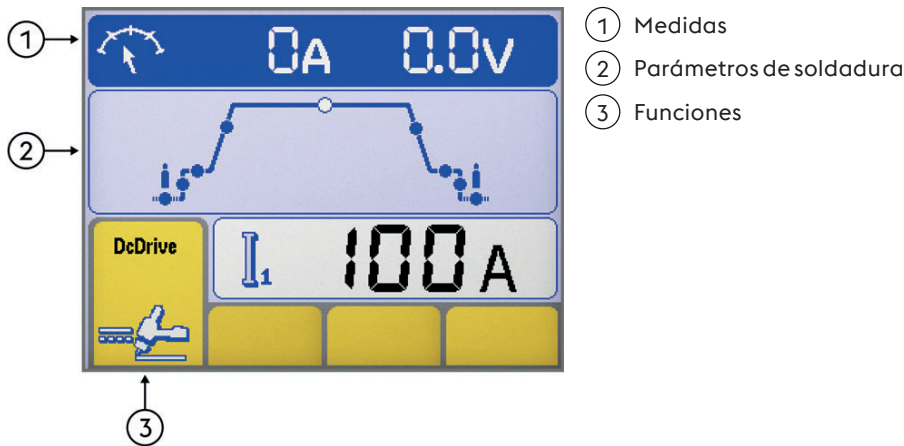 1 0A 0.0V
1 Medidas
2 Parámetros de soldadura
3 Funciones
2
DcDrive
I1 100A
3